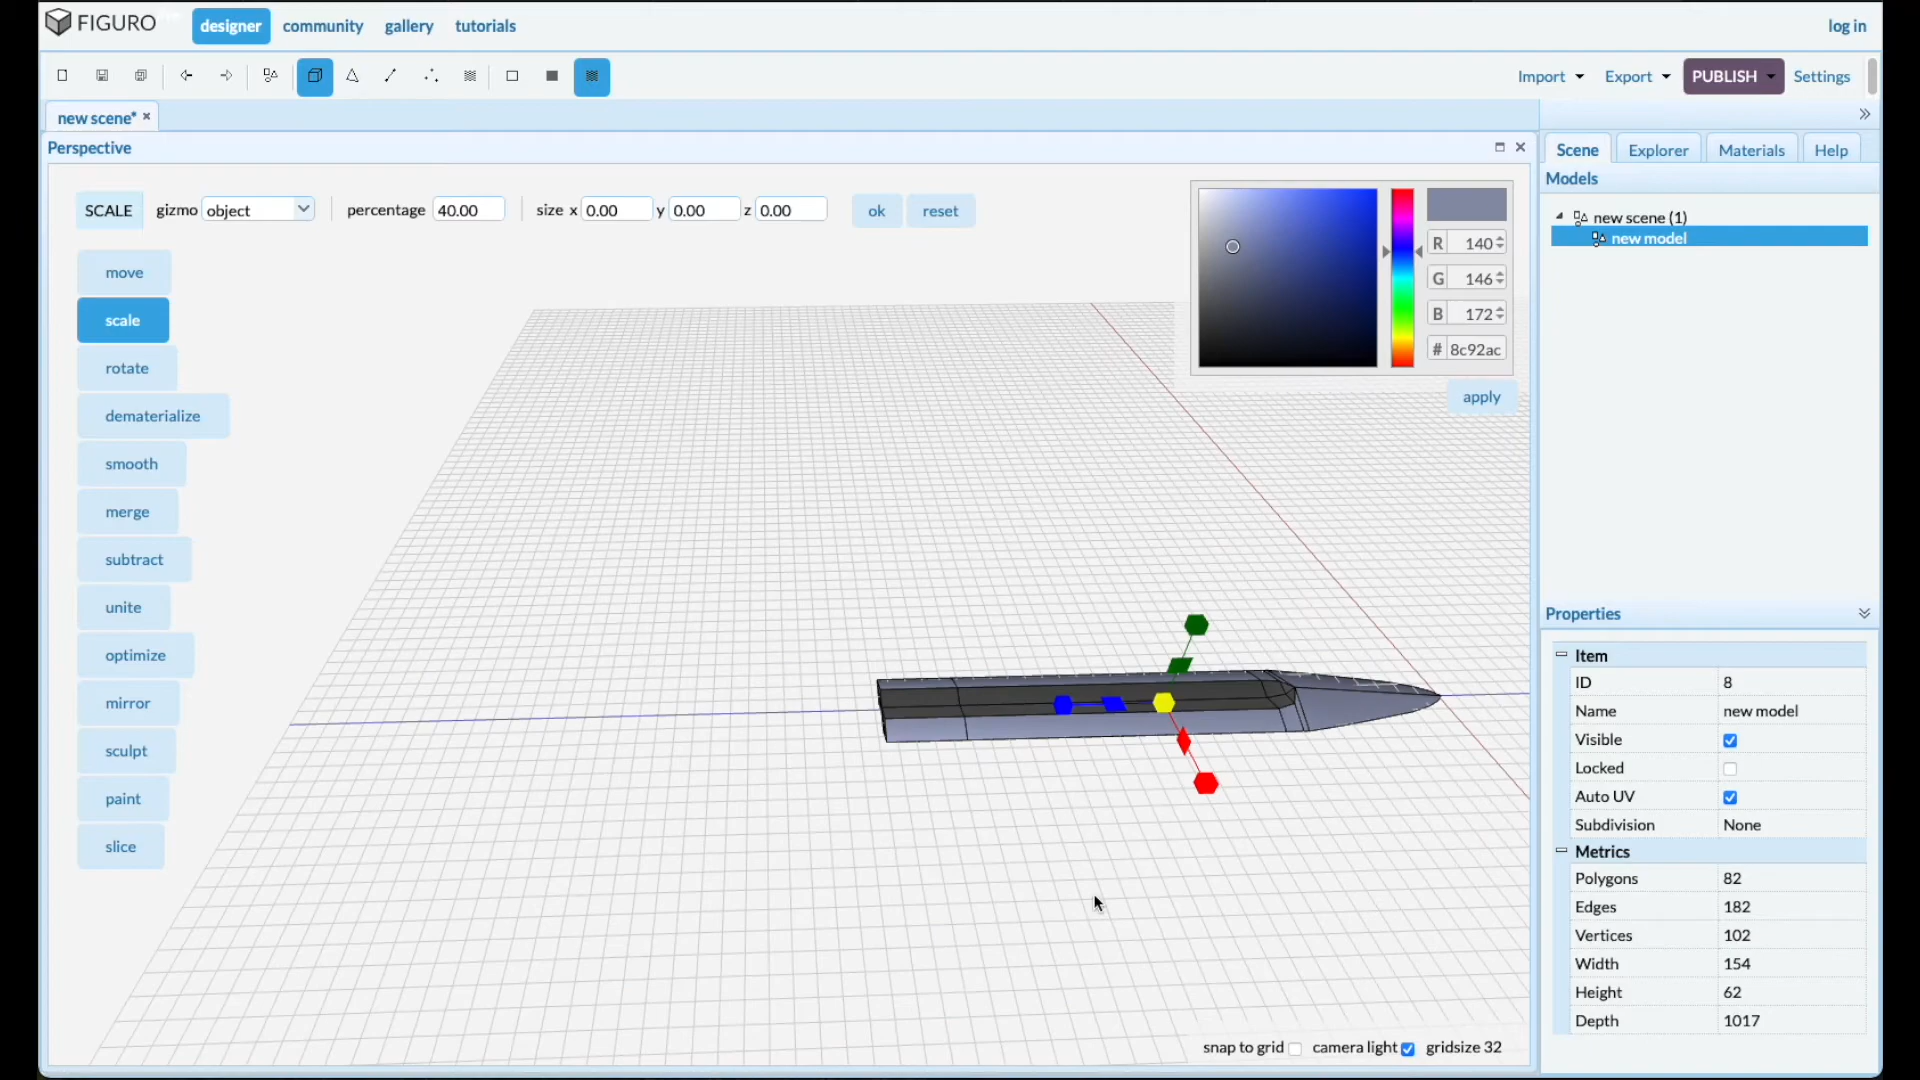 FIGURO designer community gallery tutorials log in
Import Export PUBLISH Settings
new scene* ×
Perspective
SCALE gizmo object percentage 40.00 size x 0.00 y 0.00 z 0.00 ok reset
move
scale
rotate
dematerialize
smooth
merge
subtract
unite
optimize
mirror
sculpt
paint
slice
R 140
G 146
B 172
# 8c92ac
apply
snap to grid camera light gridsize 32
Scene Explorer Materials Help
Models
new scene (1)
new model
Properties
Item
ID 8
Name new model
Visible
Locked
Auto UV
Subdivision None
Metrics
Polygons 82
Edges 182
Vertices 102
Width 154
Height 62
Depth 1017